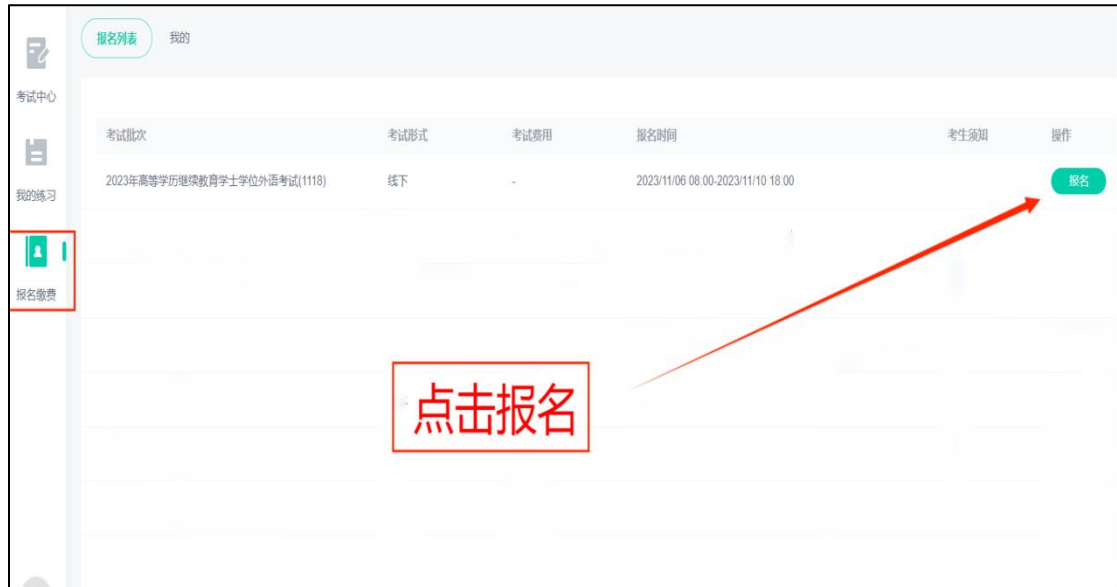 报名列表 我的
考试中心
我的练习
报名缴费
考试批次 考试形式 考试费用 报名时间 考生须知 操作
2023年高等学历继续教育学士学位外语考试(1118) 线下 - 2023/11/06 08:00-2023/11/10 18:00 报名
点击报名